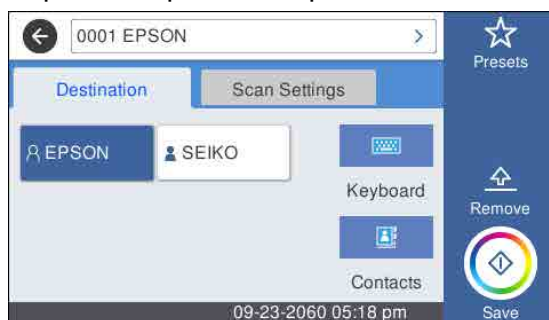 0001 EPSON
Presets
Destination
Scan Settings
EPSON
SEIKO
Keyboard
Remove
Contacts
09-23-2060 05:18 pm
Save